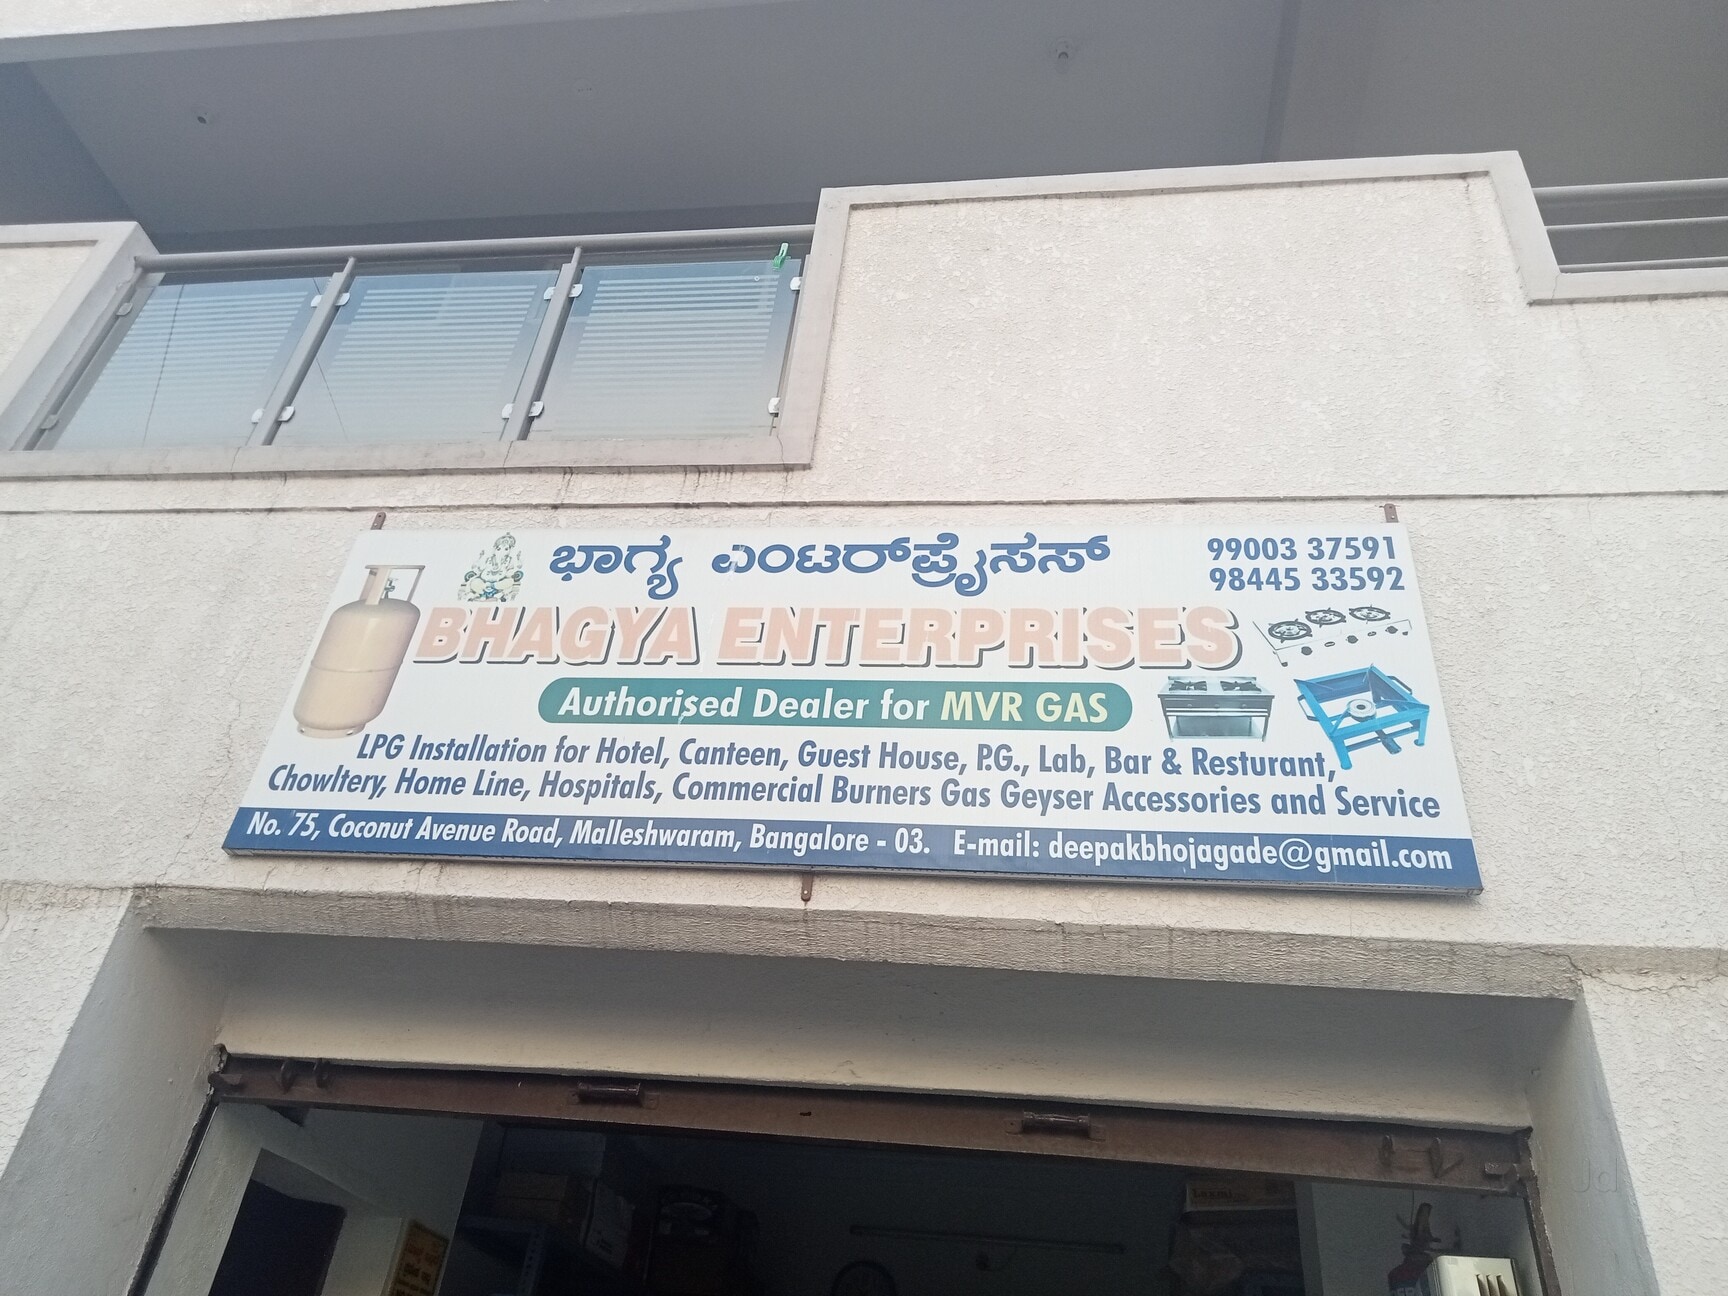 ಭಾಗ್ಯ ಎಂಟರ್‌ಪ್ರೈಸಸ್
99003 37591
98445 33592
BHAGYA ENTERPRISES
Authorised Dealer for MVR GAS
LPG Installation for Hotel, Canteen, Guest House, P.G., Lab, Bar & Resturant,
Chowltery, Home Line, Hospitals, Commercial Burners Gas Geyser Accessories and Service
No. 75, Coconut Avenue Road, Malleshwaram, Bangalore - 03. E-mail: deepakbhojagade@gmail.com
Jd